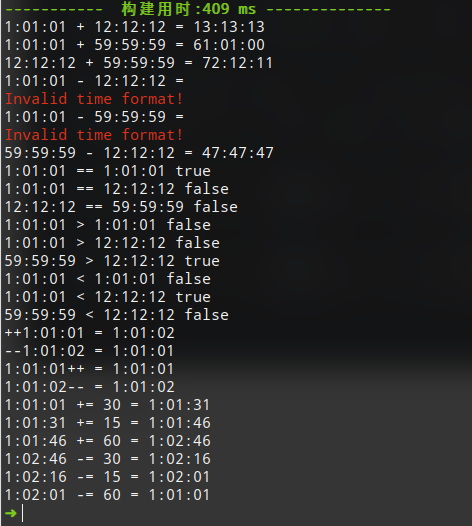 ----------- 构建用时:409 ms --------------
1:01:01 + 12:12:12 = 13:13:13
1:01:01 + 59:59:59 = 61:01:00
12:12:12 + 59:59:59 = 72:12:11
1:01:01 - 12:12:12 =
Invalid time format!
1:01:01 - 59:59:59 =
Invalid time format!
59:59:59 - 12:12:12 = 47:47:47
1:01:01 == 1:01:01 true
1:01:01 == 12:12:12 false
12:12:12 == 59:59:59 false
1:01:01 > 1:01:01 false
1:01:01 > 12:12:12 false
59:59:59 > 12:12:12 true
1:01:01 < 1:01:01 false
1:01:01 < 12:12:12 true
59:59:59 < 12:12:12 false
++1:01:01 = 1:01:02
--1:01:02 = 1:01:01
1:01:01++ = 1:01:01
1:01:02-- = 1:01:02
1:01:01 += 30 = 1:01:31
1:01:31 += 15 = 1:01:46
1:01:46 += 60 = 1:02:46
1:02:46 -= 30 = 1:02:16
1:02:16 -= 15 = 1:02:01
1:02:01 -= 60 = 1:01:01
➜